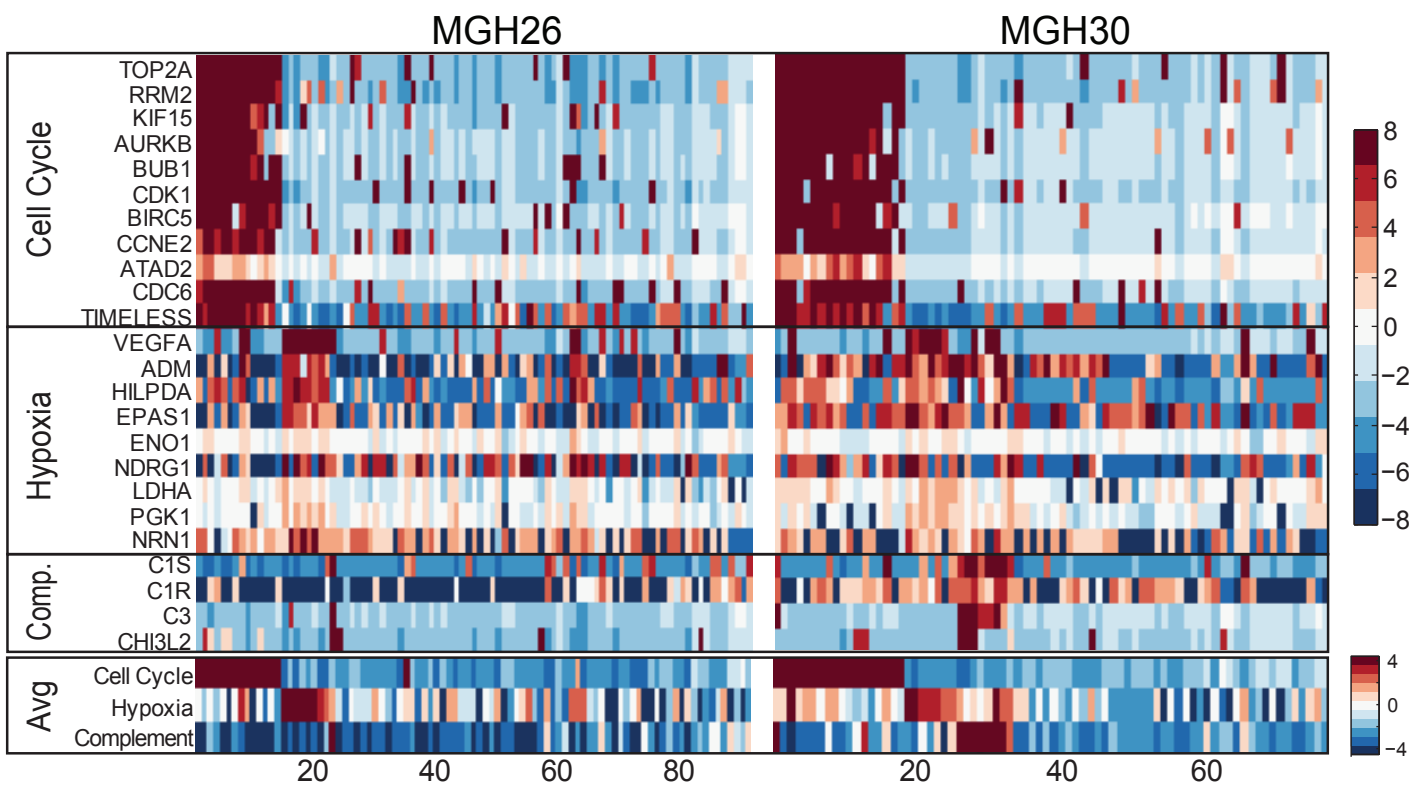 MGH26 MGH30
Cell Cycle
TOP2A
RRM2
KIF15
AURKB
BUB1
CDK1
BIRC5
CCNE2
ATAD2
CDC6
TIMELESS
Hypoxia
VEGFA
ADM
HILPDA
EPAS1
ENO1
NDRG1
LDHA
PGK1
NRN1
Comp.
C1S
C1R
C3
CHI3L2
Avg
Cell Cycle
Hypoxia
Complement
20 40 60 80 20 40 60
8
6
4
2
0
−2
−4
−6
−8
4
0
−4